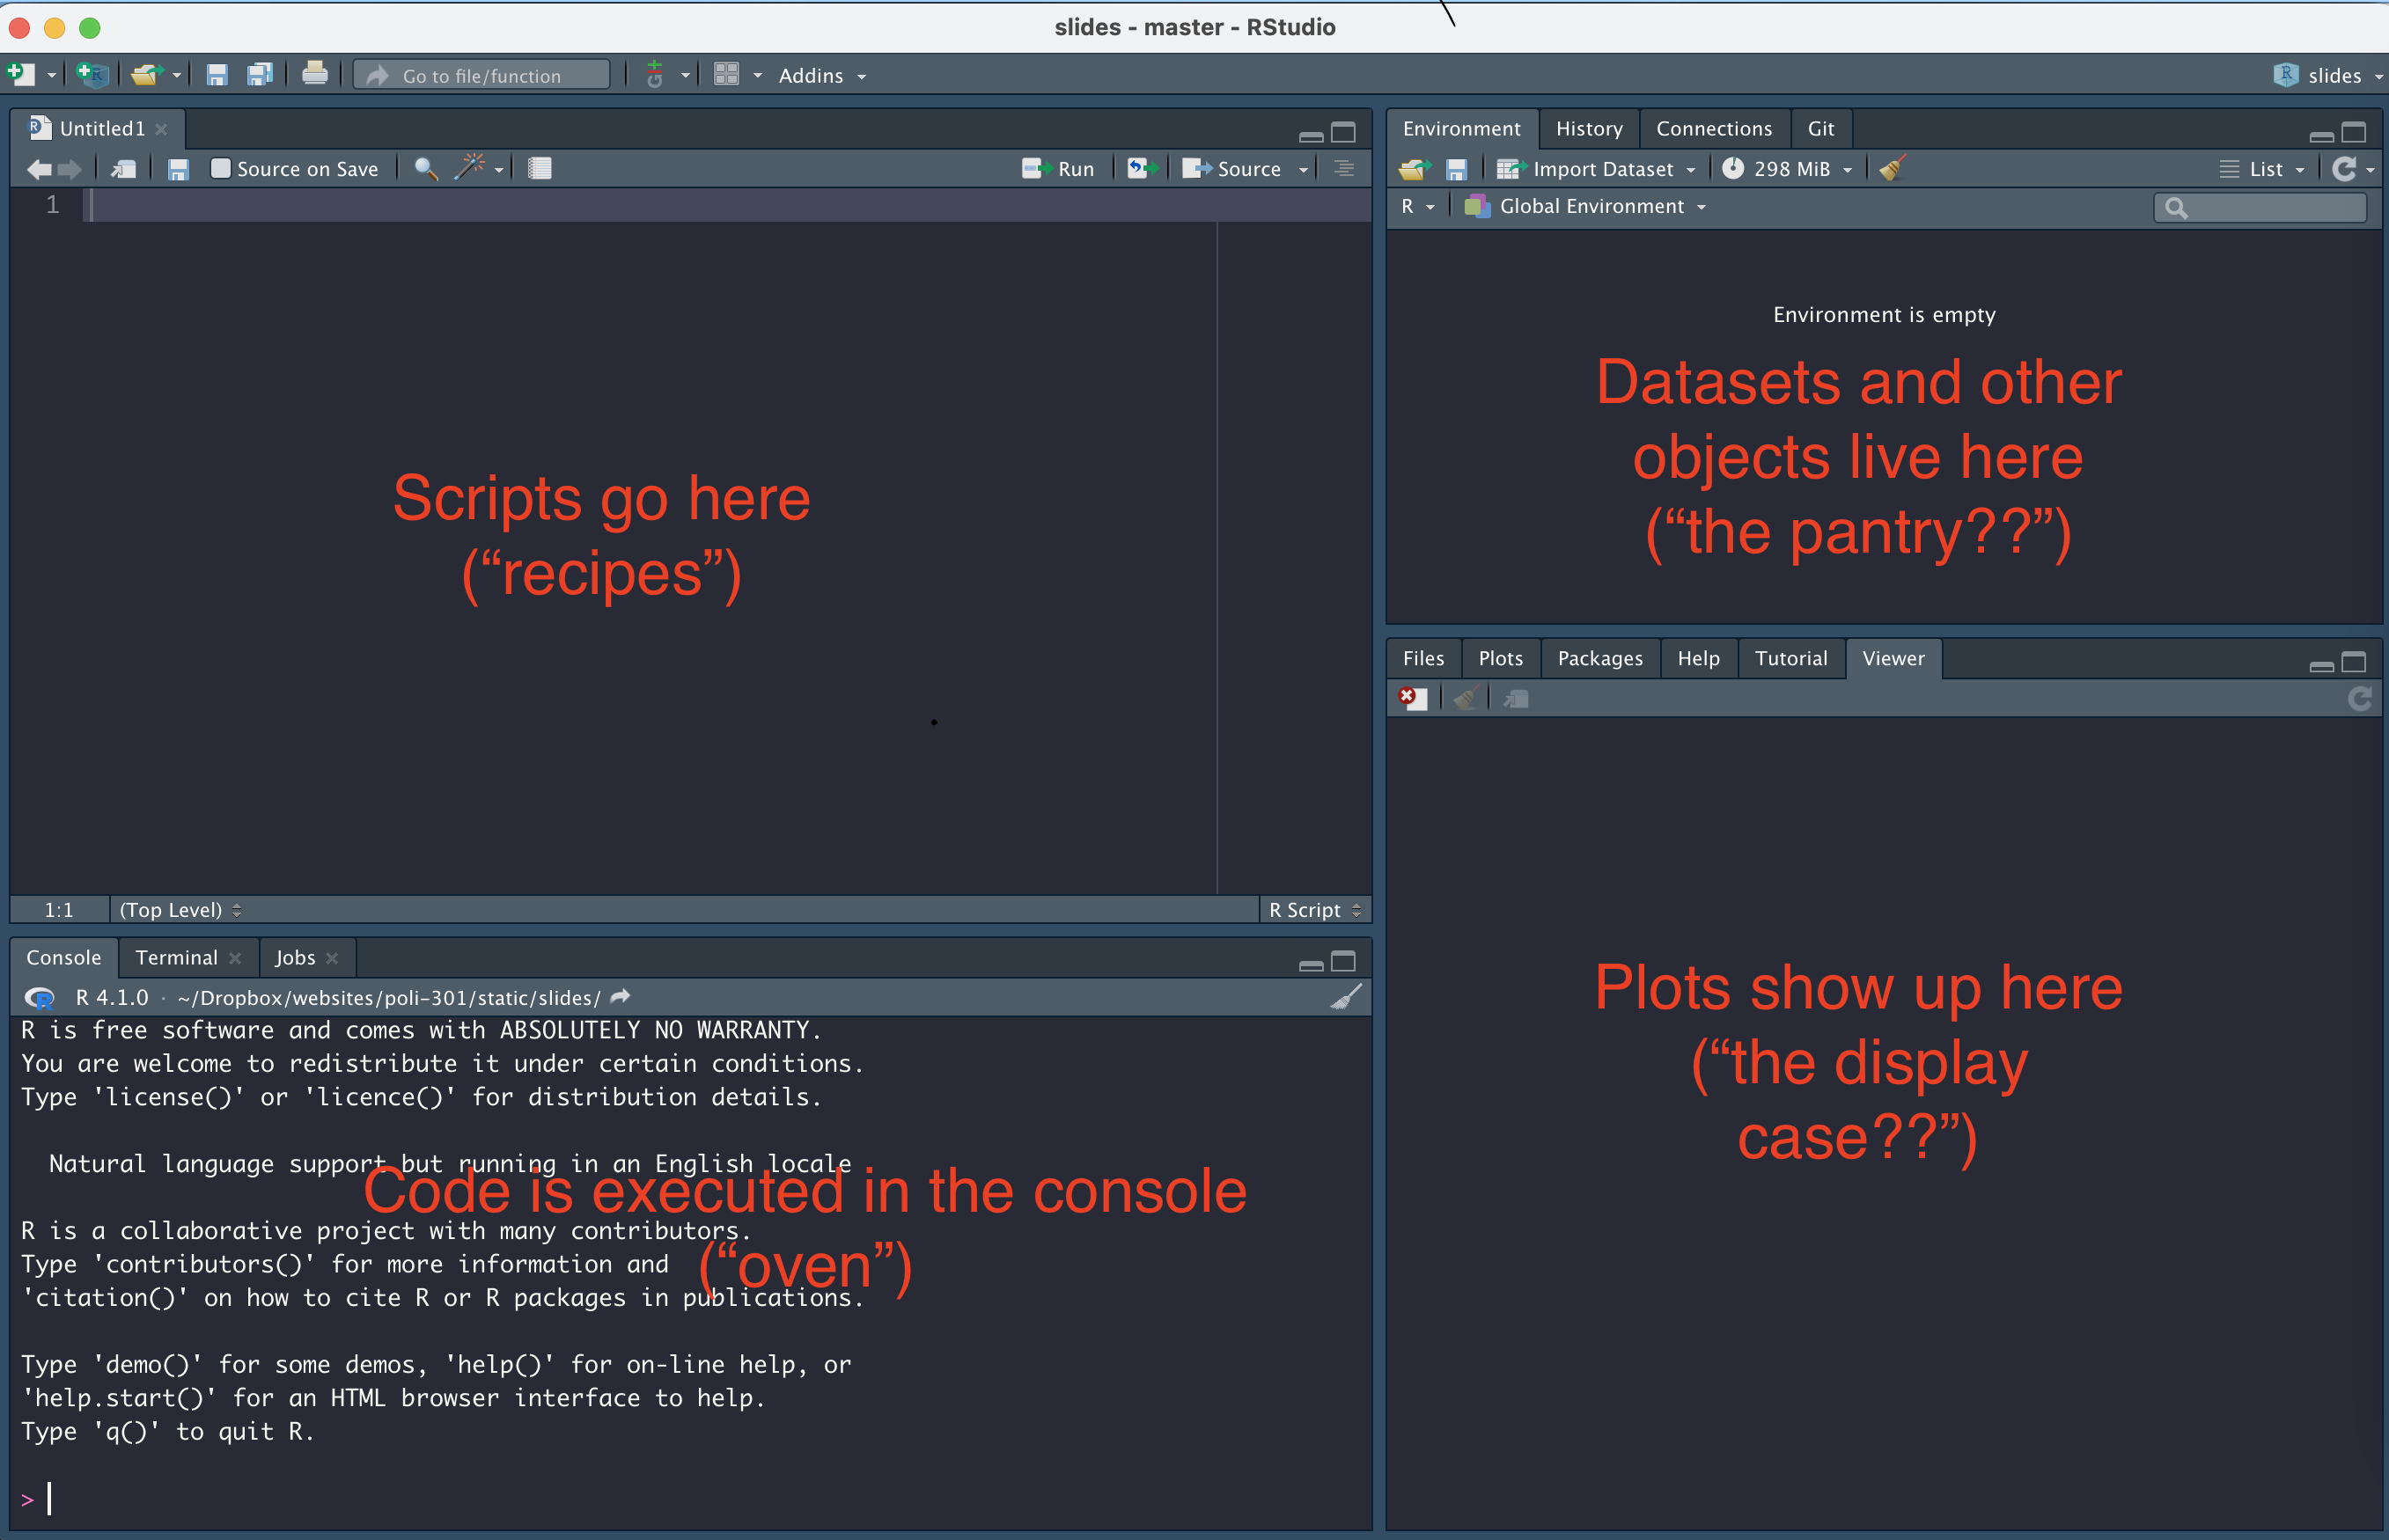 slides - master - RStudio
Go to file/function
Addins
slides
Untitled1
Source on Save
Run
Source
1
Scripts go here
(“recipes”)
1:1
(Top Level)
R Script
Environment
History
Connections
Git
Import Dataset
298 MiB
List
R
Global Environment
Environment is empty
Datasets and other
objects live here
(“the pantry??”)
Files
Plots
Packages
Help
Tutorial
Viewer
Plots show up here
(“the display
case??”)
Console
Terminal
Jobs
R 4.1.0 · ~/Dropbox/websites/poli-301/static/slides/
R is free software and comes with ABSOLUTELY NO WARRANTY.
You are welcome to redistribute it under certain conditions.
Type 'license()' or 'licence()' for distribution details.
Natural language support but running in an English locale
Code is executed in the console
(“oven”)
R is a collaborative project with many contributors.
Type 'contributors()' for more information and
'citation()' on how to cite R or R packages in publications.
Type 'demo()' for some demos, 'help()' for on-line help, or
'help.start()' for an HTML browser interface to help.
Type 'q()' to quit R.
>